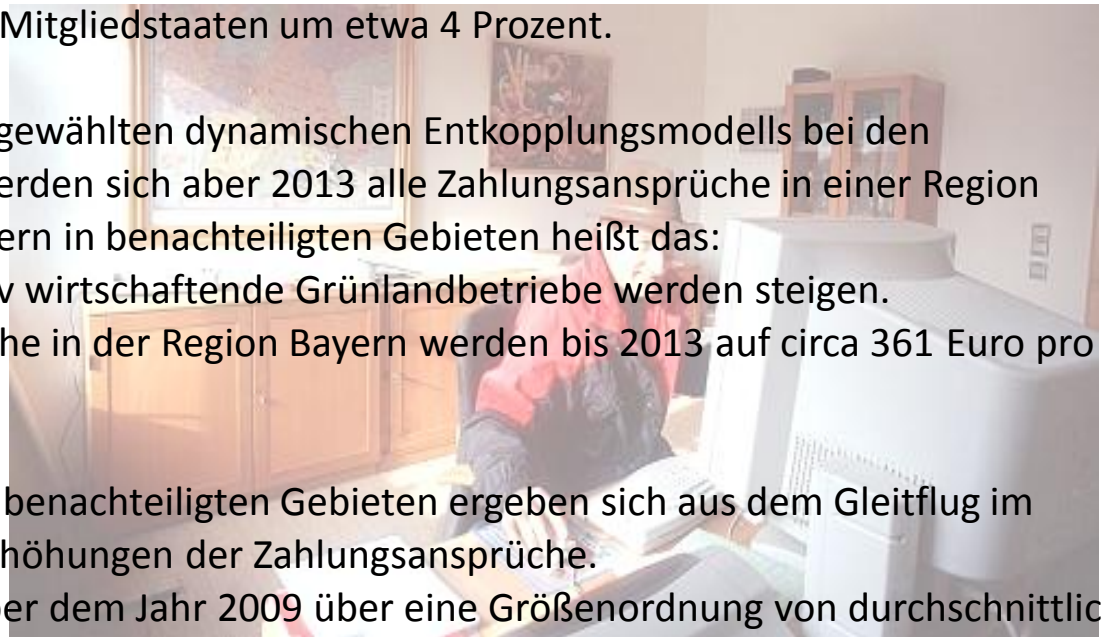 Mitgliedstaaten um etwa 4 Prozent.
gewählten dynamischen Entkopplungsmodells bei den
erden sich aber 2013 alle Zahlungsansprüche in einer Region
ern in benachteiligten Gebieten heißt das:
v wirtschaftende Grünlandbetriebe werden steigen.
he in der Region Bayern werden bis 2013 auf circa 361 Euro pro
benachteiligten Gebieten ergeben sich aus dem Gleitflug im
höhungen der Zahlungsansprüche.
er dem Jahr 2009 über eine Größenordnung von durchschnittlic